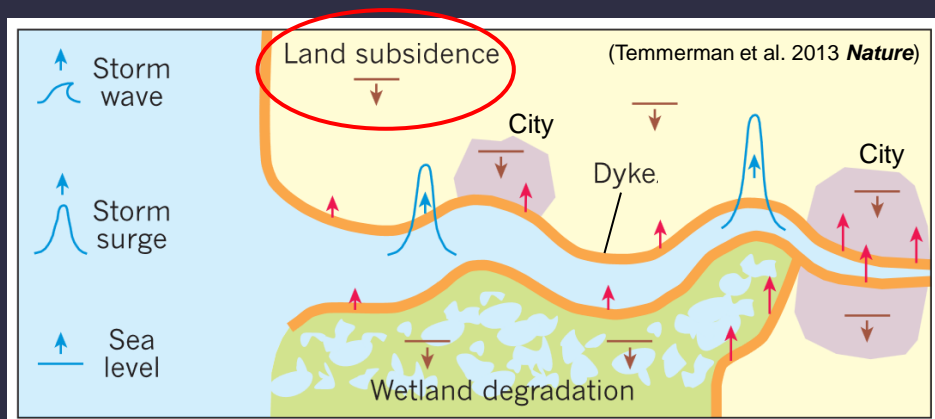 Land subsidence
(Temmerman et al. 2013 Nature)
Storm
wave
City
City
Dyke.
Storm
surge
Sea
level
Wetland degradation